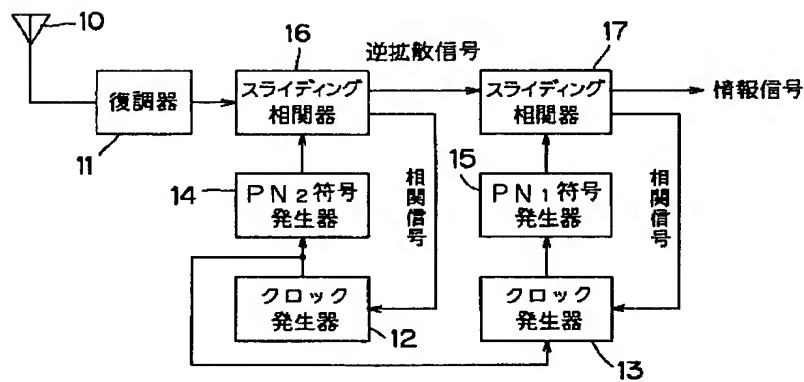 10
復調器
11
16
スライディング
相関器
逆拡散信号
17
スライディング
相関器
情報信号
14
PN2符号
発生器
相関信号
15
PN1符号
発生器
相関信号
クロック
発生器
12
クロック
発生器
13